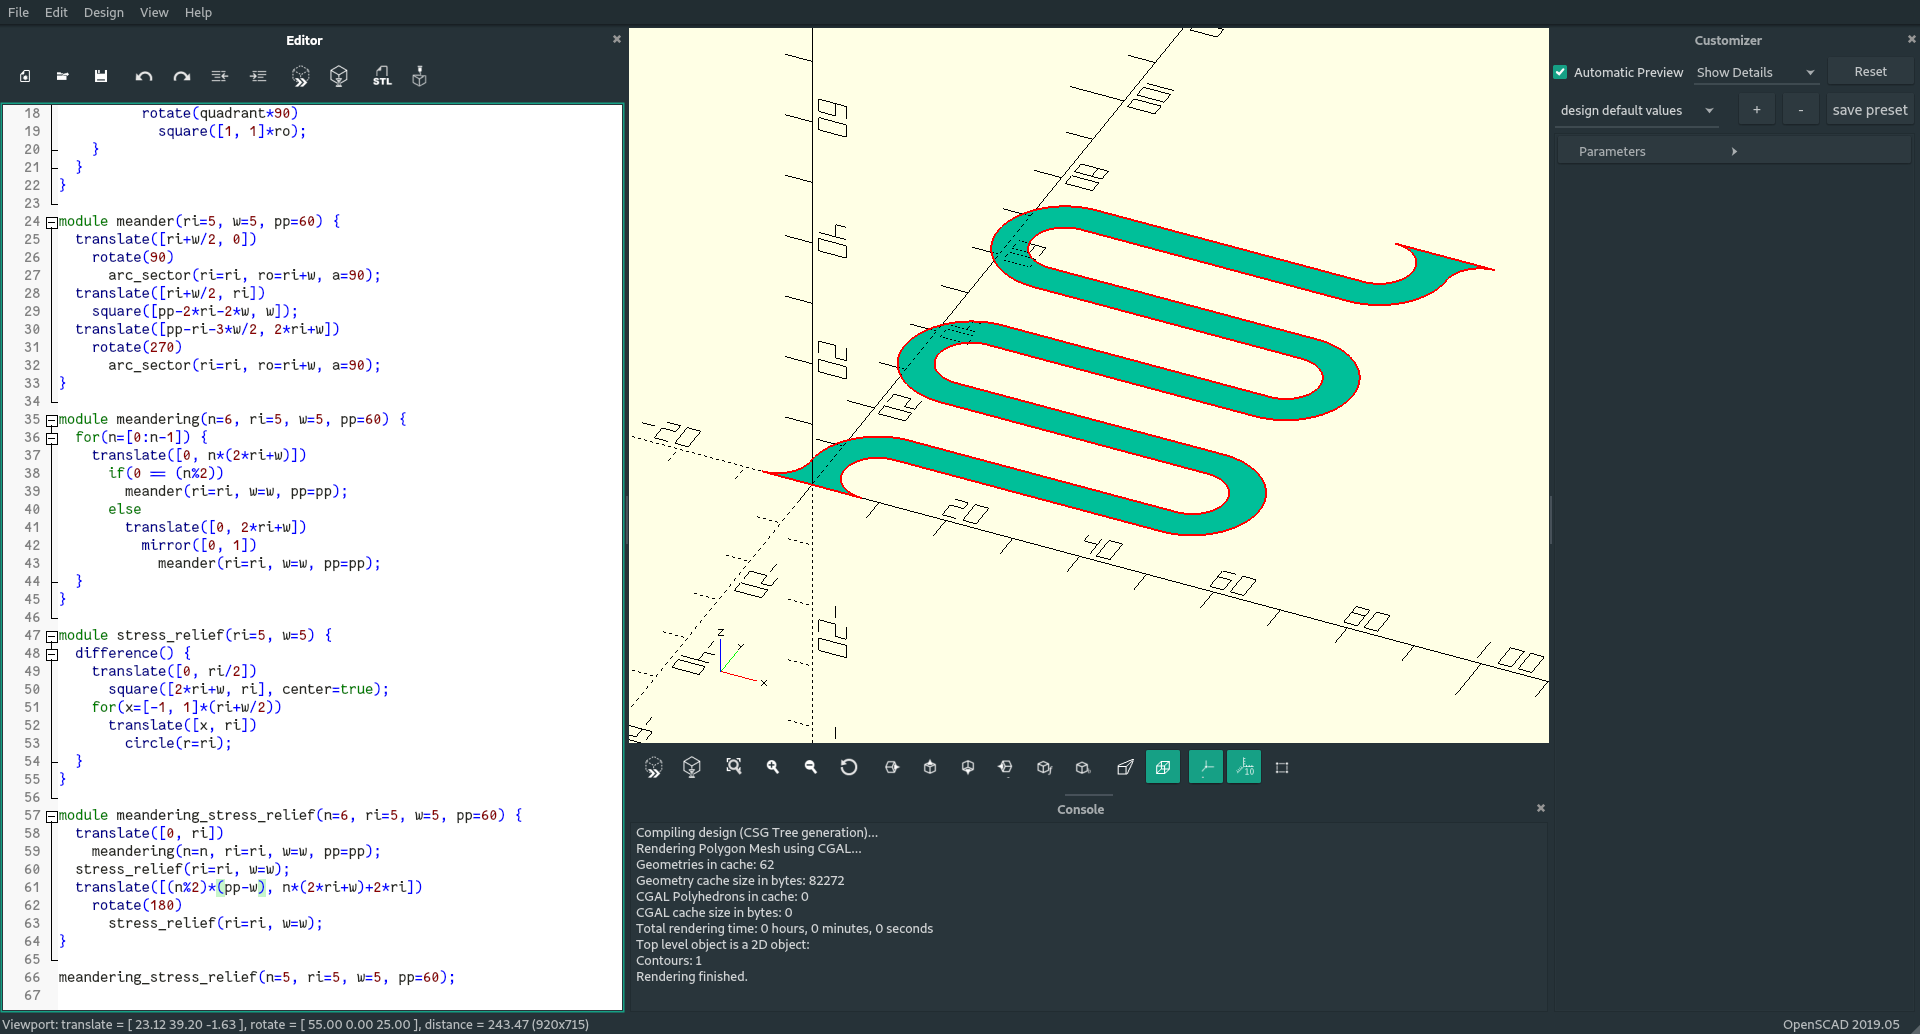 File Edit Design View Help
Editor
STL
18 rotate(quadrant*90)
19 square([1, 1]*ro);
20 }
21 }
22 }
23
24 module meander(ri=5, w=5, pp=60) {
25 translate([ri+w/2, 0])
26 rotate(90)
27 arc_sector(ri=ri, ro=ri+w, a=90);
28 translate([ri+w/2, ri])
29 square([pp-2*ri-2*w, w]);
30 translate([pp-ri-3*w/2, 2*ri+w])
31 rotate(270)
32 arc_sector(ri=ri, ro=ri+w, a=90);
33 }
34
35 module meandering(n=6, ri=5, w=5, pp=60) {
36 for(n=[0:n-1]) {
37 translate([0, n*(2*ri+w)])
38 if(0 == (n%2))
39 meander(ri=ri, w=w, pp=pp);
40 else
41 translate([0, 2*ri+w])
42 mirror([0, 1])
43 meander(ri=ri, w=w, pp=pp);
44 }
45 }
46
47 module stress_relief(ri=5, w=5) {
48 difference() {
49 translate([0, ri/2])
50 square([2*ri+w, ri], center=true);
51 for(x=[-1, 1]*(ri+w/2))
52 translate([x, ri])
53 circle(r=ri);
54 }
55 }
56
57 module meandering_stress_relief(n=6, ri=5, w=5, pp=60) {
58 translate([0, ri])
59 meandering(n=n, ri=ri, w=w, pp=pp);
60 stress_relief(ri=ri, w=w);
61 translate([(n%2)*(pp-w), n*(2*ri+w)+2*ri])
62 rotate(180)
63 stress_relief(ri=ri, w=w);
64 }
65
66 meandering_stress_relief(n=5, ri=5, w=5, pp=60);
67
20
40
60
80
100
Z
Y
X
10
Console
Compiling design (CSG Tree generation)...
Rendering Polygon Mesh using CGAL...
Geometries in cache: 62
Geometry cache size in bytes: 82272
CGAL Polyhedrons in cache: 0
CGAL cache size in bytes: 0
Total rendering time: 0 hours, 0 minutes, 0 seconds
Top level object is a 2D object:
Contours: 1
Rendering finished.
Customizer
Automatic Preview Show Details Reset
design default values + - save preset
Parameters
Viewport: translate = [ 23.12 39.20 -1.63 ], rotate = [ 55.00 0.00 25.00 ], distance = 243.47 (920x715)
OpenSCAD 2019.05